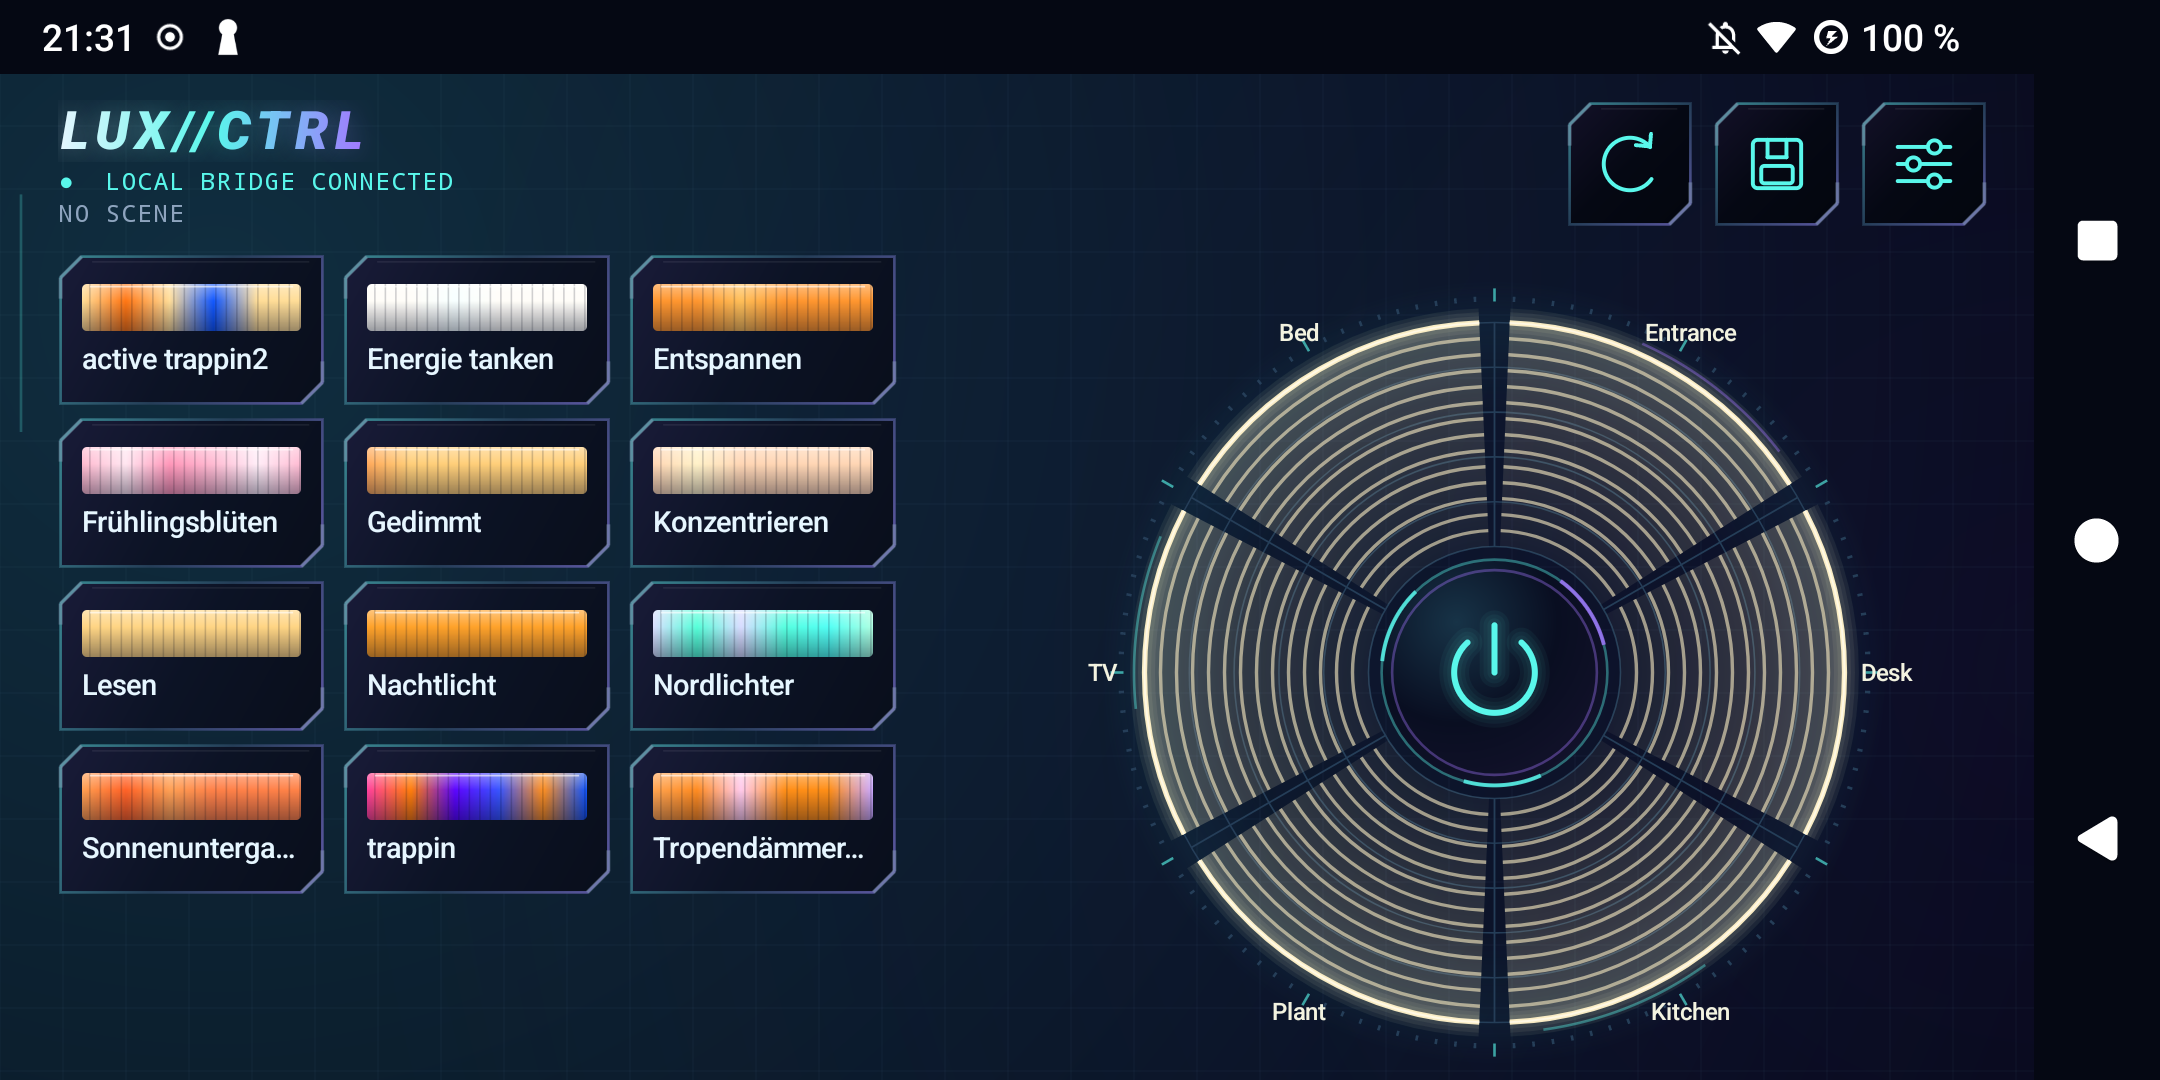 21:31
100 %
LUX//CTRL
LOCAL BRIDGE CONNECTED
NO SCENE
active trappin2
Energie tanken
Entspannen
Frühlingsblüten
Gedimmt
Konzentrieren
Lesen
Nachtlicht
Nordlichter
Sonnenunterga...
trappin
Tropendämmer...
Bed
Entrance
TV
Desk
Plant
Kitchen